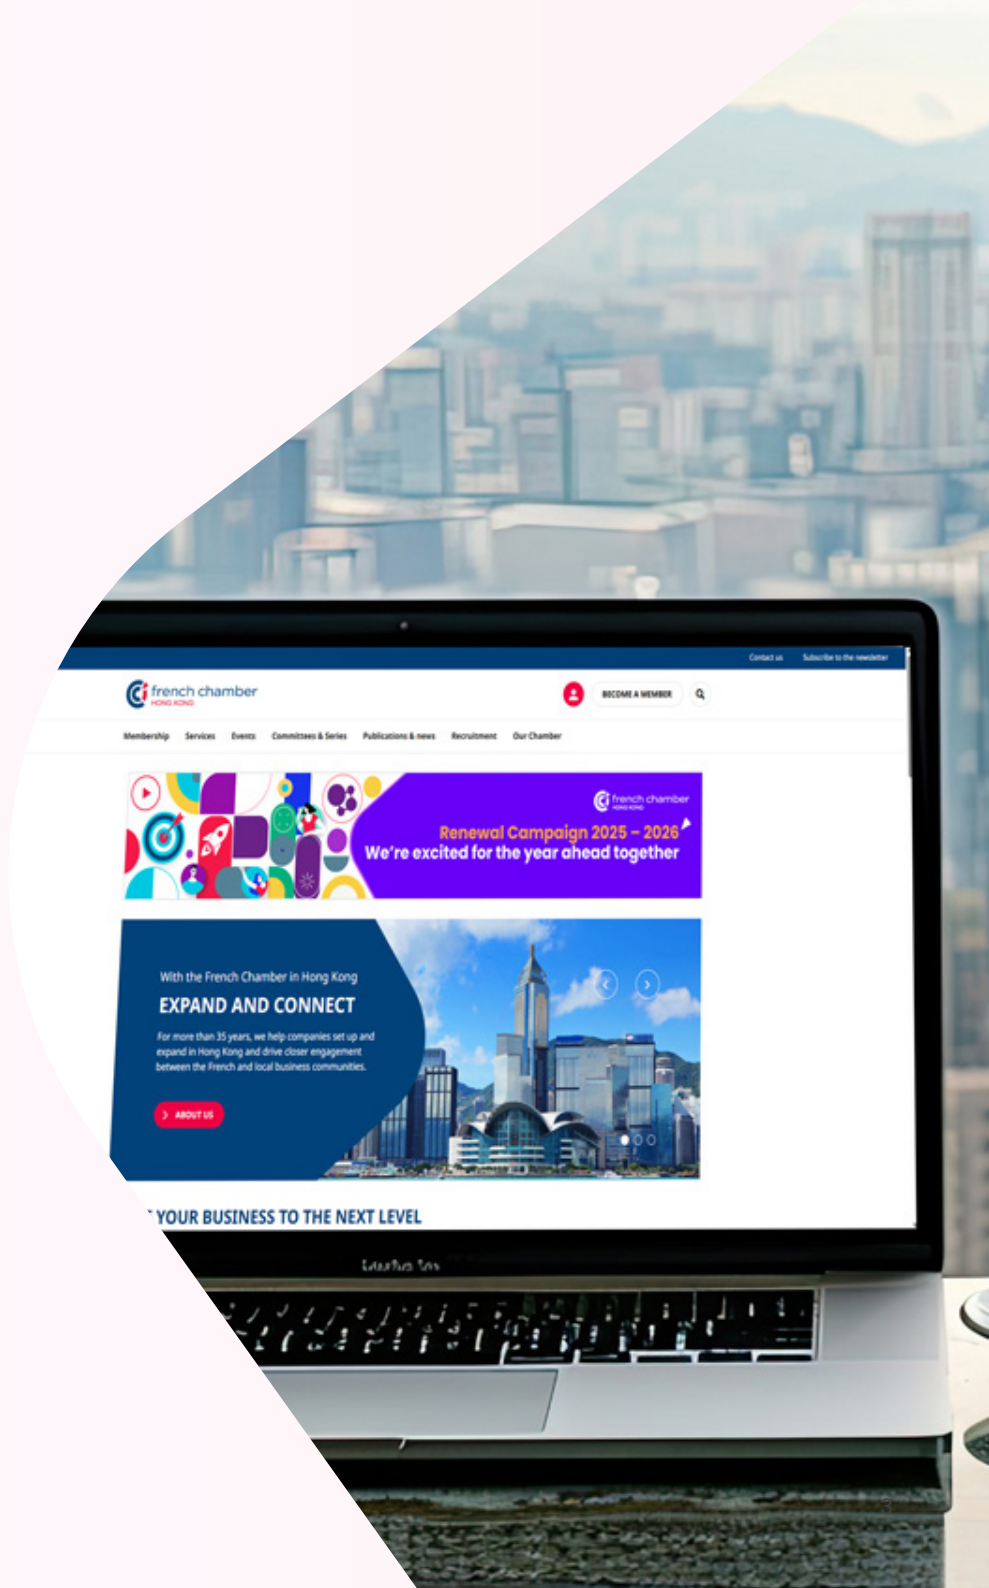 Contact us Subscribe to the newsletter
french chamber
HONG KONG
BECOME A MEMBER
Membership Services Events Committees & Series Publications & news Recruitment Our Chamber
french chamber
HONG KONG
Renewal Campaign 2025 – 2026
We're excited for the year ahead together
With the French Chamber in Hong Kong
EXPAND AND CONNECT
For more than 35 years, we help companies set up and
expand in Hong Kong and drive closer engagement
between the French and local business communities.
ABOUT US
YOUR BUSINESS TO THE NEXT LEVEL